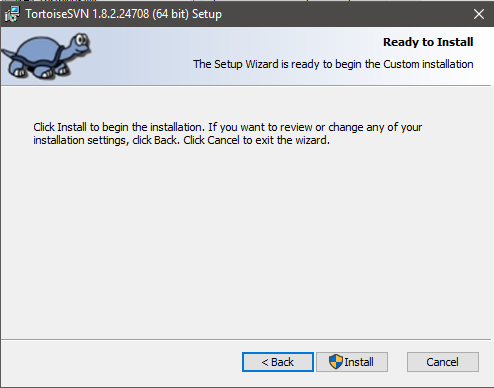 TortoiseSVN 1.8.2.24708 (64 bit) Setup
Ready to Install
The Setup Wizard is ready to begin the Custom installation
Click Install to begin the installation. If you want to review or change any of your
installation settings, click Back. Click Cancel to exit the wizard.
< Back
Install
Cancel